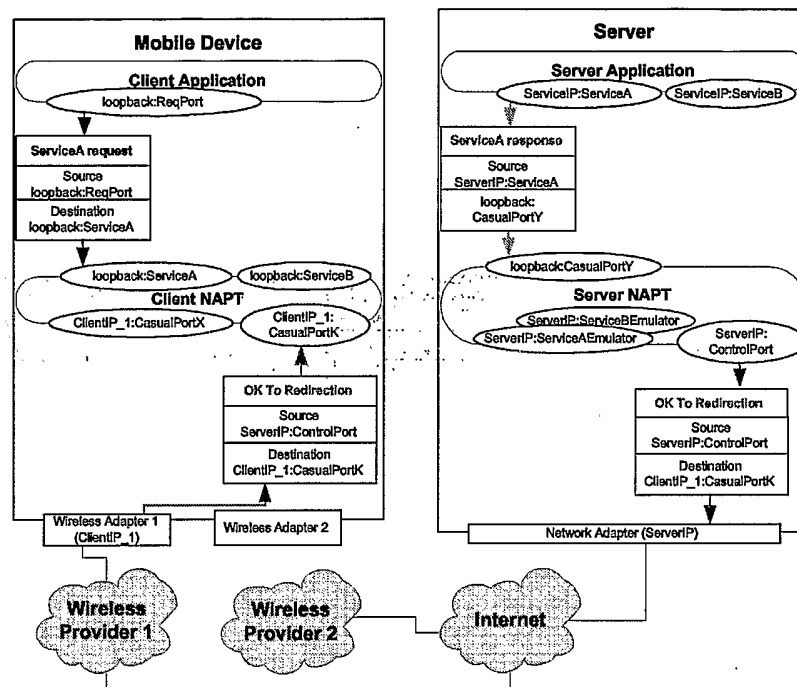 Mobile Device
Client Application
loopback:ReqPort
ServiceA request
Source
loopback:ReqPort
Destination
loopback:ServiceA
loopback:ServiceA
loopback:ServiceB
Client NAPT
ClientIP_1:CasualPortX
ClientIP_1:
CasualPortK
OK To Redirection
Source
ServerIP:ControlPort
Destination
ClientIP_1:CasualPortK
Wireless Adapter 1
(ClientIP_1)
Wireless Adapter 2
Server
Server Application
ServiceIP:ServiceA
ServiceIP:ServiceB
ServiceA response
Source
ServerIP:ServiceA
loopback:
CasualPortY
loopback:CasualPortY
Server NAPT
ServerIP:ServiceBEmulator
ServerIP:ServiceAEmulator
ServerIP:
ControlPort
OK To Redirection
Source
ServerIP:ControlPort
Destination
ClientIP_1:CasualPortK
Network Adapter (ServerIP)
Wireless
Provider 1
Wireless
Provider 2
Internet